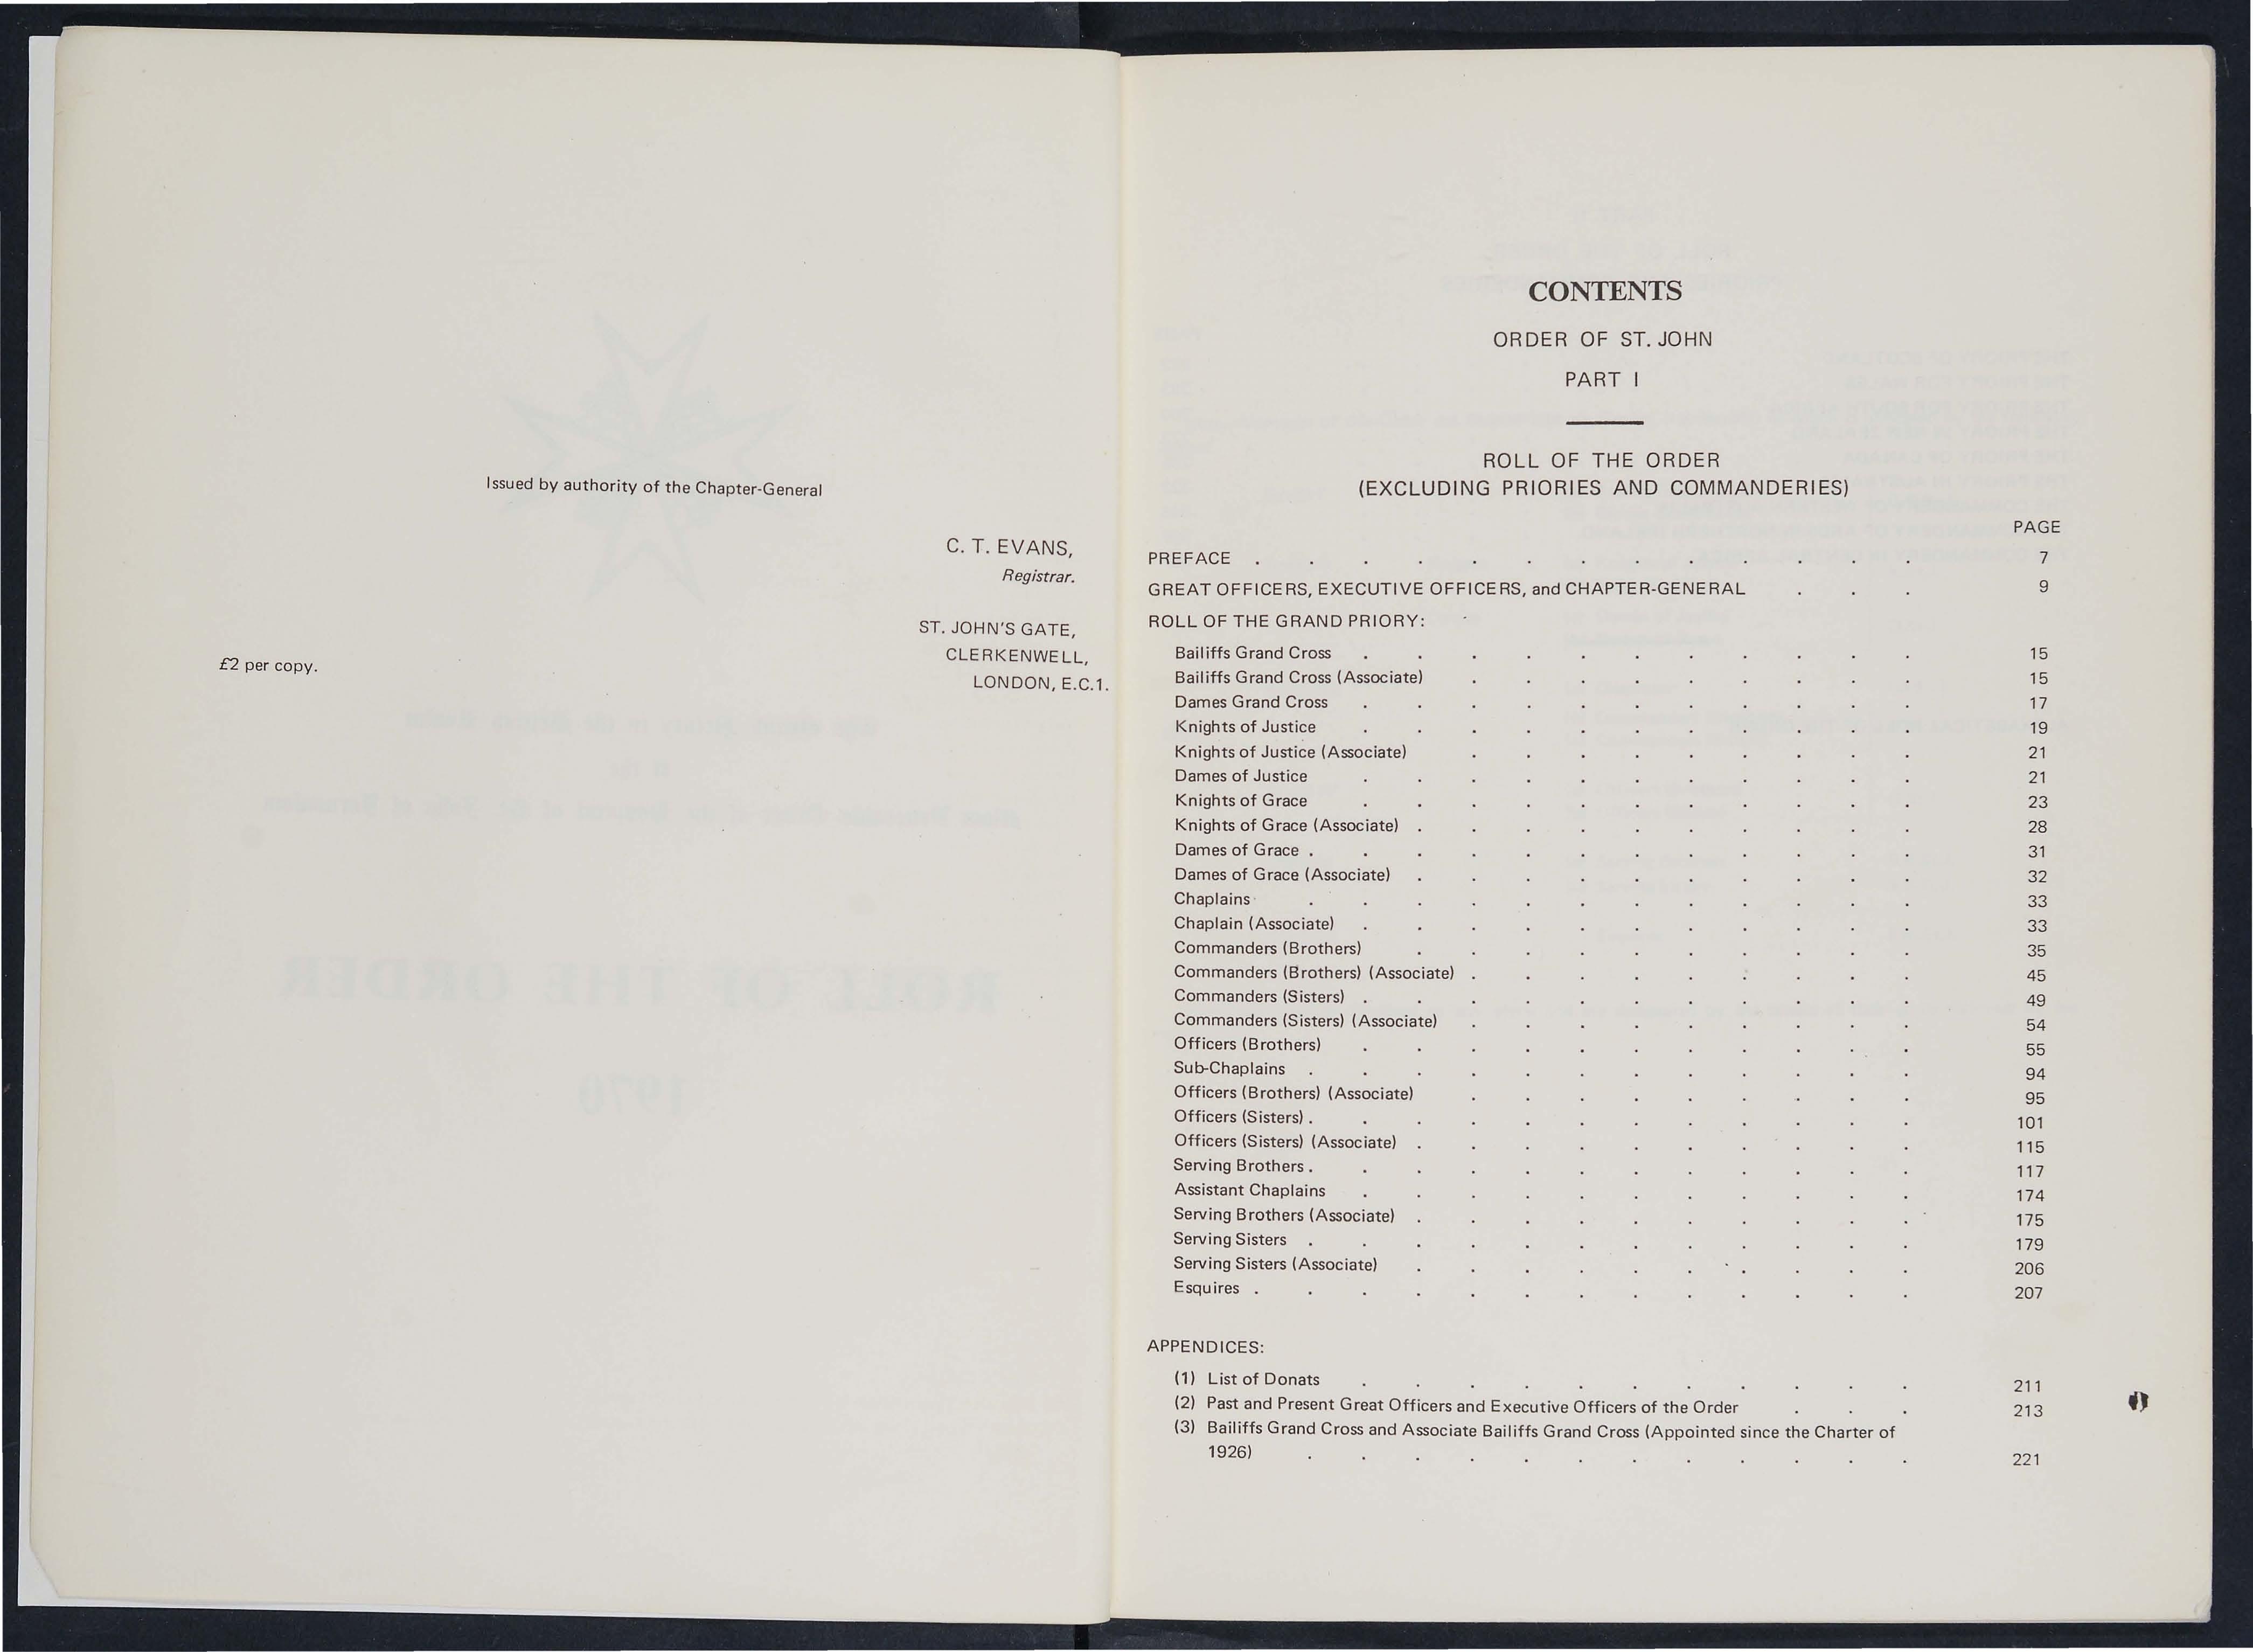 Issued by authority of the Chapter-General
C. T. EVANS,
Registrar.
ST. JOHN'S GATE,
CLERKENWELL,
LONDON, E.C.1.
£2 per copy.
CONTENTS
ORDER OF ST. JOHN
PART I
ROLL OF THE ORDER
(EXCLUDING PRIORIES AND COMMANDERIES)
PAGE
PREFACE . . . . . . . . . . . . . 7
GREAT OFFICERS, EXECUTIVE OFFICERS, and CHAPTER-GENERAL . . . 9
ROLL OF THE GRAND PRIORY:
Bailiffs Grand Cross . . . . . . . . . . . 15
Bailiffs Grand Cross (Associate) . . . . . . . . . 15
Dames Grand Cross . . . . . . . . . . . 17
Knights of Justice . . . . . . . . . . . 19
Knights of Justice (Associate) . . . . . . . . . 21
Dames of Justice . . . . . . . . . . . 21
Knights of Grace . . . . . . . . . . . 23
Knights of Grace (Associate) . . . . . . . . . . 28
Dames of Grace . . . . . . . . . . . . 31
Dames of Grace (Associate) . . . . . . . . . . 32
Chaplains . . . . . . . . . . . . 33
Chaplain (Associate) . . . . . . . . . . . 33
Commanders (Brothers) . . . . . . . . . . 35
Commanders (Brothers) (Associate) . . . . . . . . . 45
Commanders (Sisters) . . . . . . . . . . . 49
Commanders (Sisters) (Associate) . . . . . . . . . 54
Officers (Brothers) . . . . . . . . . . . 55
Sub-Chaplains . . . . . . . . . . . . 94
Officers (Brothers) (Associate) . . . . . . . . . 95
Officers (Sisters) . . . . . . . . . . . . 101
Officers (Sisters) (Associate) . . . . . . . . . . 115
Serving Brothers . . . . . . . . . . . . 117
Assistant Chaplains . . . . . . . . . . . 174
Serving Brothers (Associate) . . . . . . . . . . 175
Serving Sisters . . . . . . . . . . . . 179
Serving Sisters (Associate) . . . . . . . . . . 206
Esquires . . . . . . . . . . . . . 207
APPENDICES:
(1) List of Donats . . . . . . . . . . . 211
(2) Past and Present Great Officers and Executive Officers of the Order . . . 213
(3) Bailiffs Grand Cross and Associate Bailiffs Grand Cross (Appointed since the Charter of
1926) . . . . . . . . . . . . 221